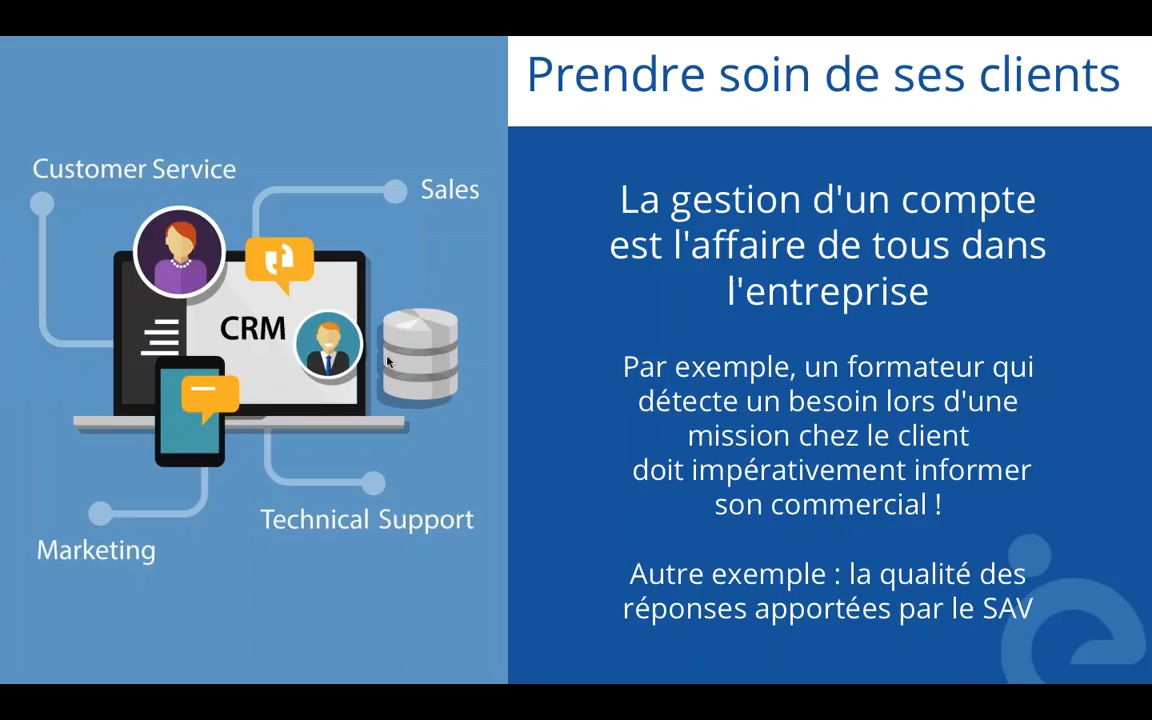 Prendre soin de ses clients
Customer Service
Sales
CRM
Technical Support
Marketing
La gestion d'un compte
est l'affaire de tous dans
l'entreprise
Par exemple, un formateur qui
détecte un besoin lors d'une
mission chez le client
doit impérativement informer
son commercial !
Autre exemple : la qualité des
réponses apportées par le SAV